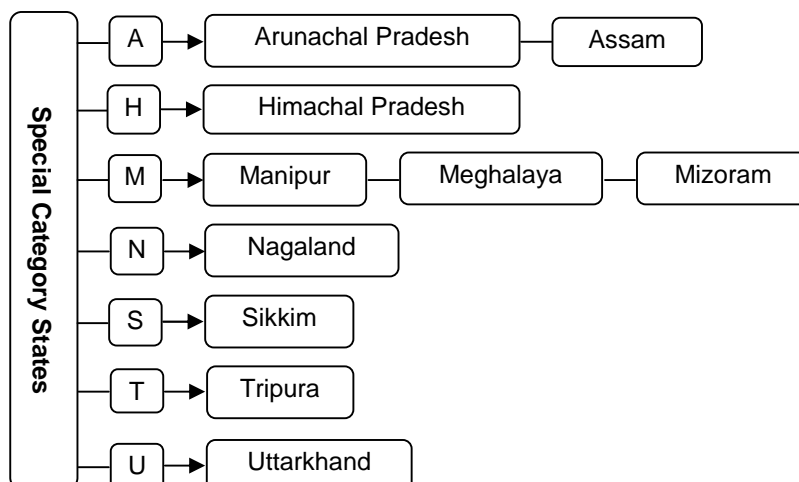 Special Category States
A Arunachal Pradesh Assam
H Himachal Pradesh
M Manipur Meghalaya Mizoram
N Nagaland
S Sikkim
T Tripura
U Uttarkhand